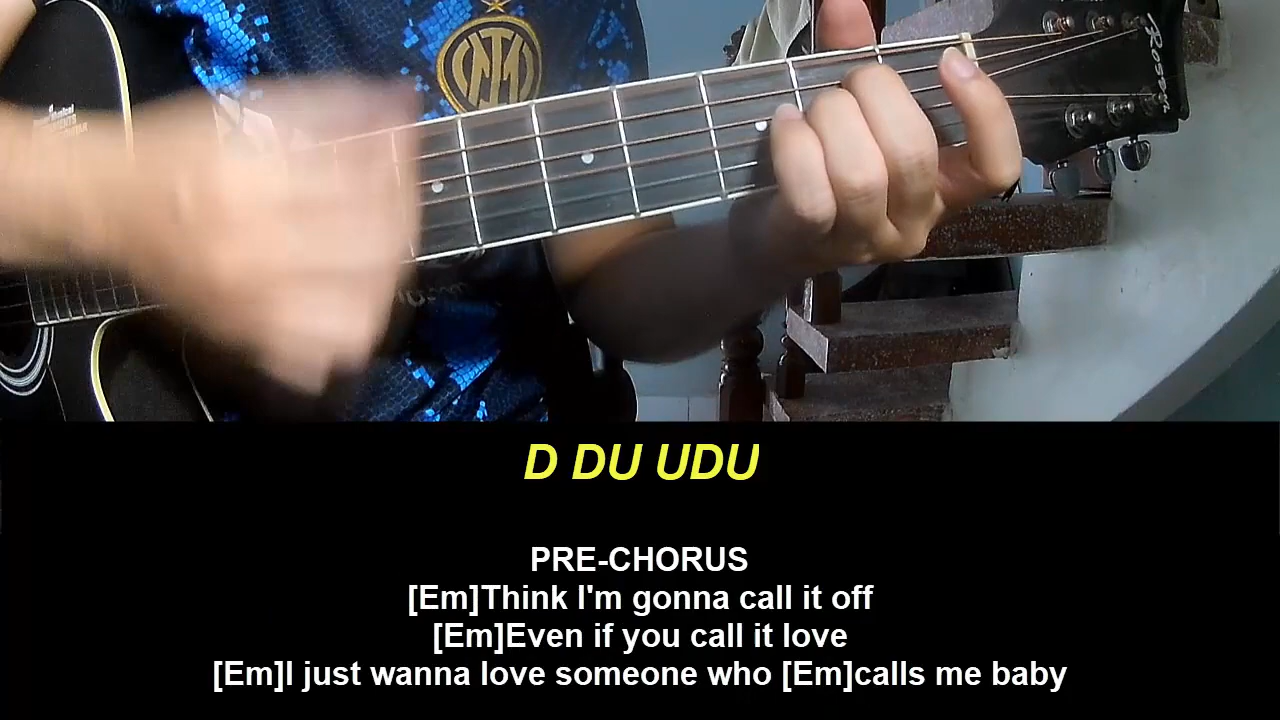 Rosen
D DU UDU
PRE-CHORUS
[Em]Think I'm gonna call it off
[Em]Even if you call it love
[Em]I just wanna love someone who [Em]calls me baby